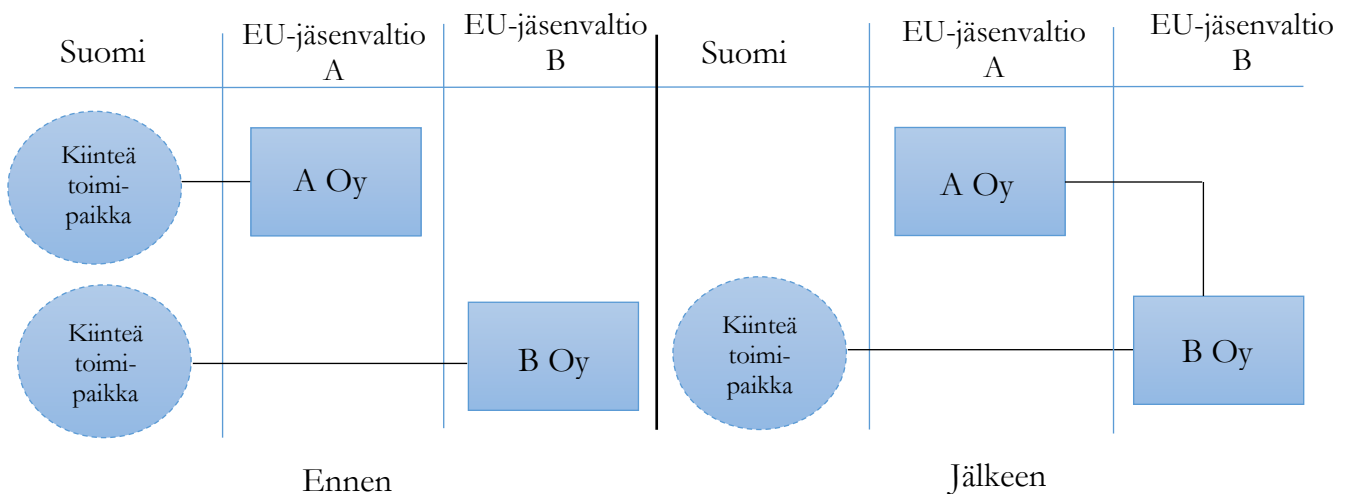 Suomi
EU-jäsenvaltio
A
EU-jäsenvaltio
B
Suomi
EU-jäsenvaltio
A
EU-jäsenvaltio
B
Kiinteä
toimi-
paikka
A Oy
Kiinteä
toimi-
paikka
B Oy
A Oy
Kiinteä
toimi-
paikka
B Oy
Ennen
Jälkeen